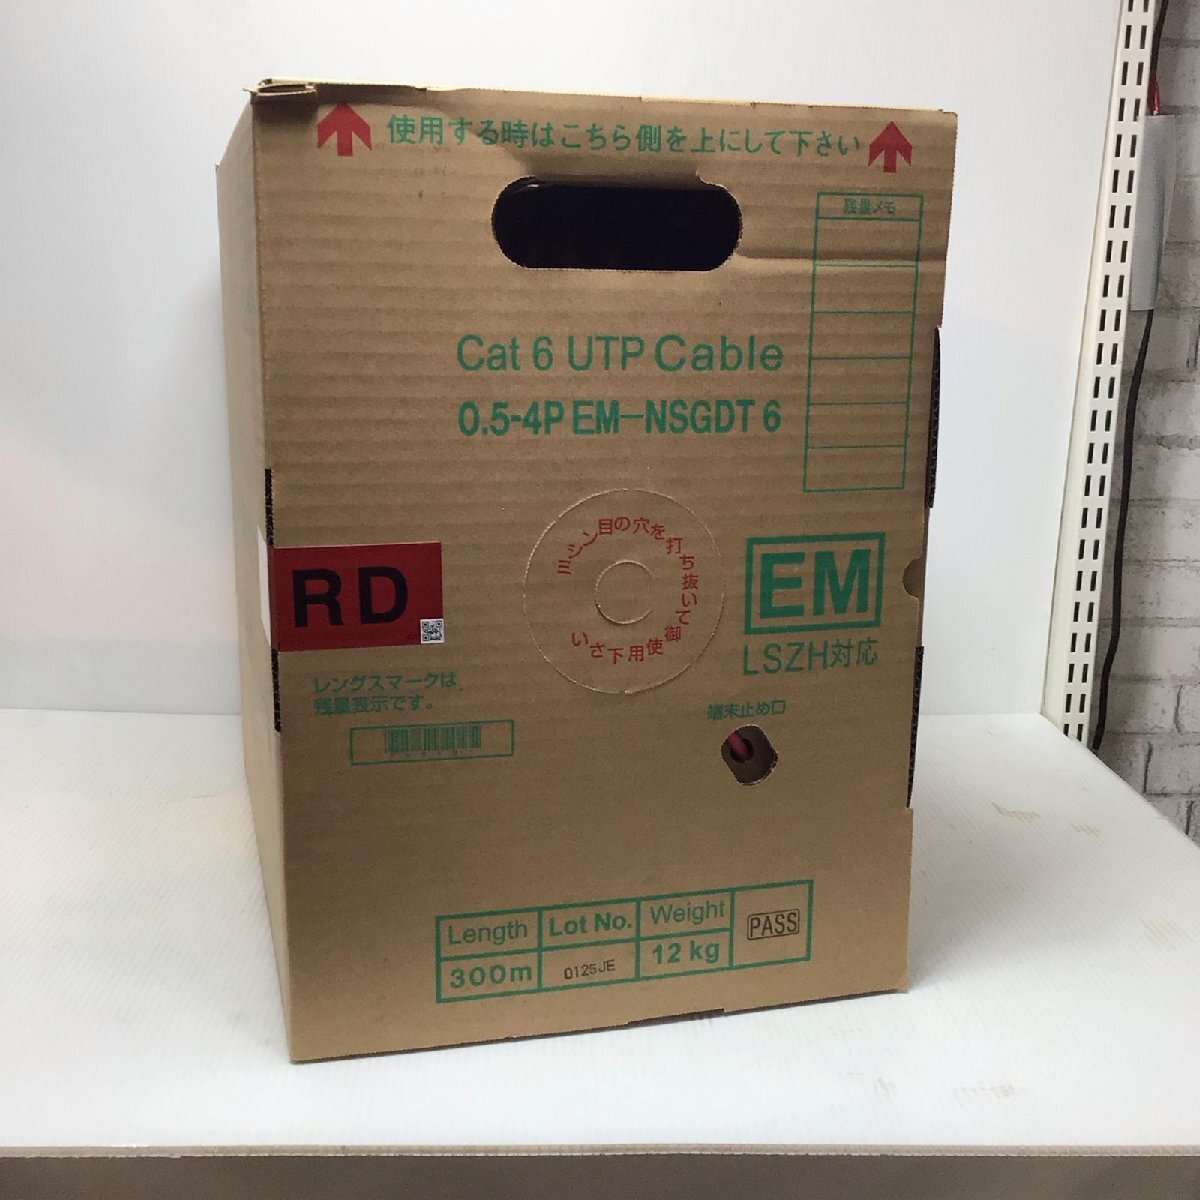 使用する時はこちら側を上にして下さい
残量メモ
Cat 6 UTP Cable
0.5-4P EM-NSGDT 6
ミシン目の穴を打ち抜いて御使用下さい
RD
EM
LSZH対応
レングスマークは
残量表示です。
端末止め口
Length
Lot No.
Weight
PASS
300m
0125JE
12 kg